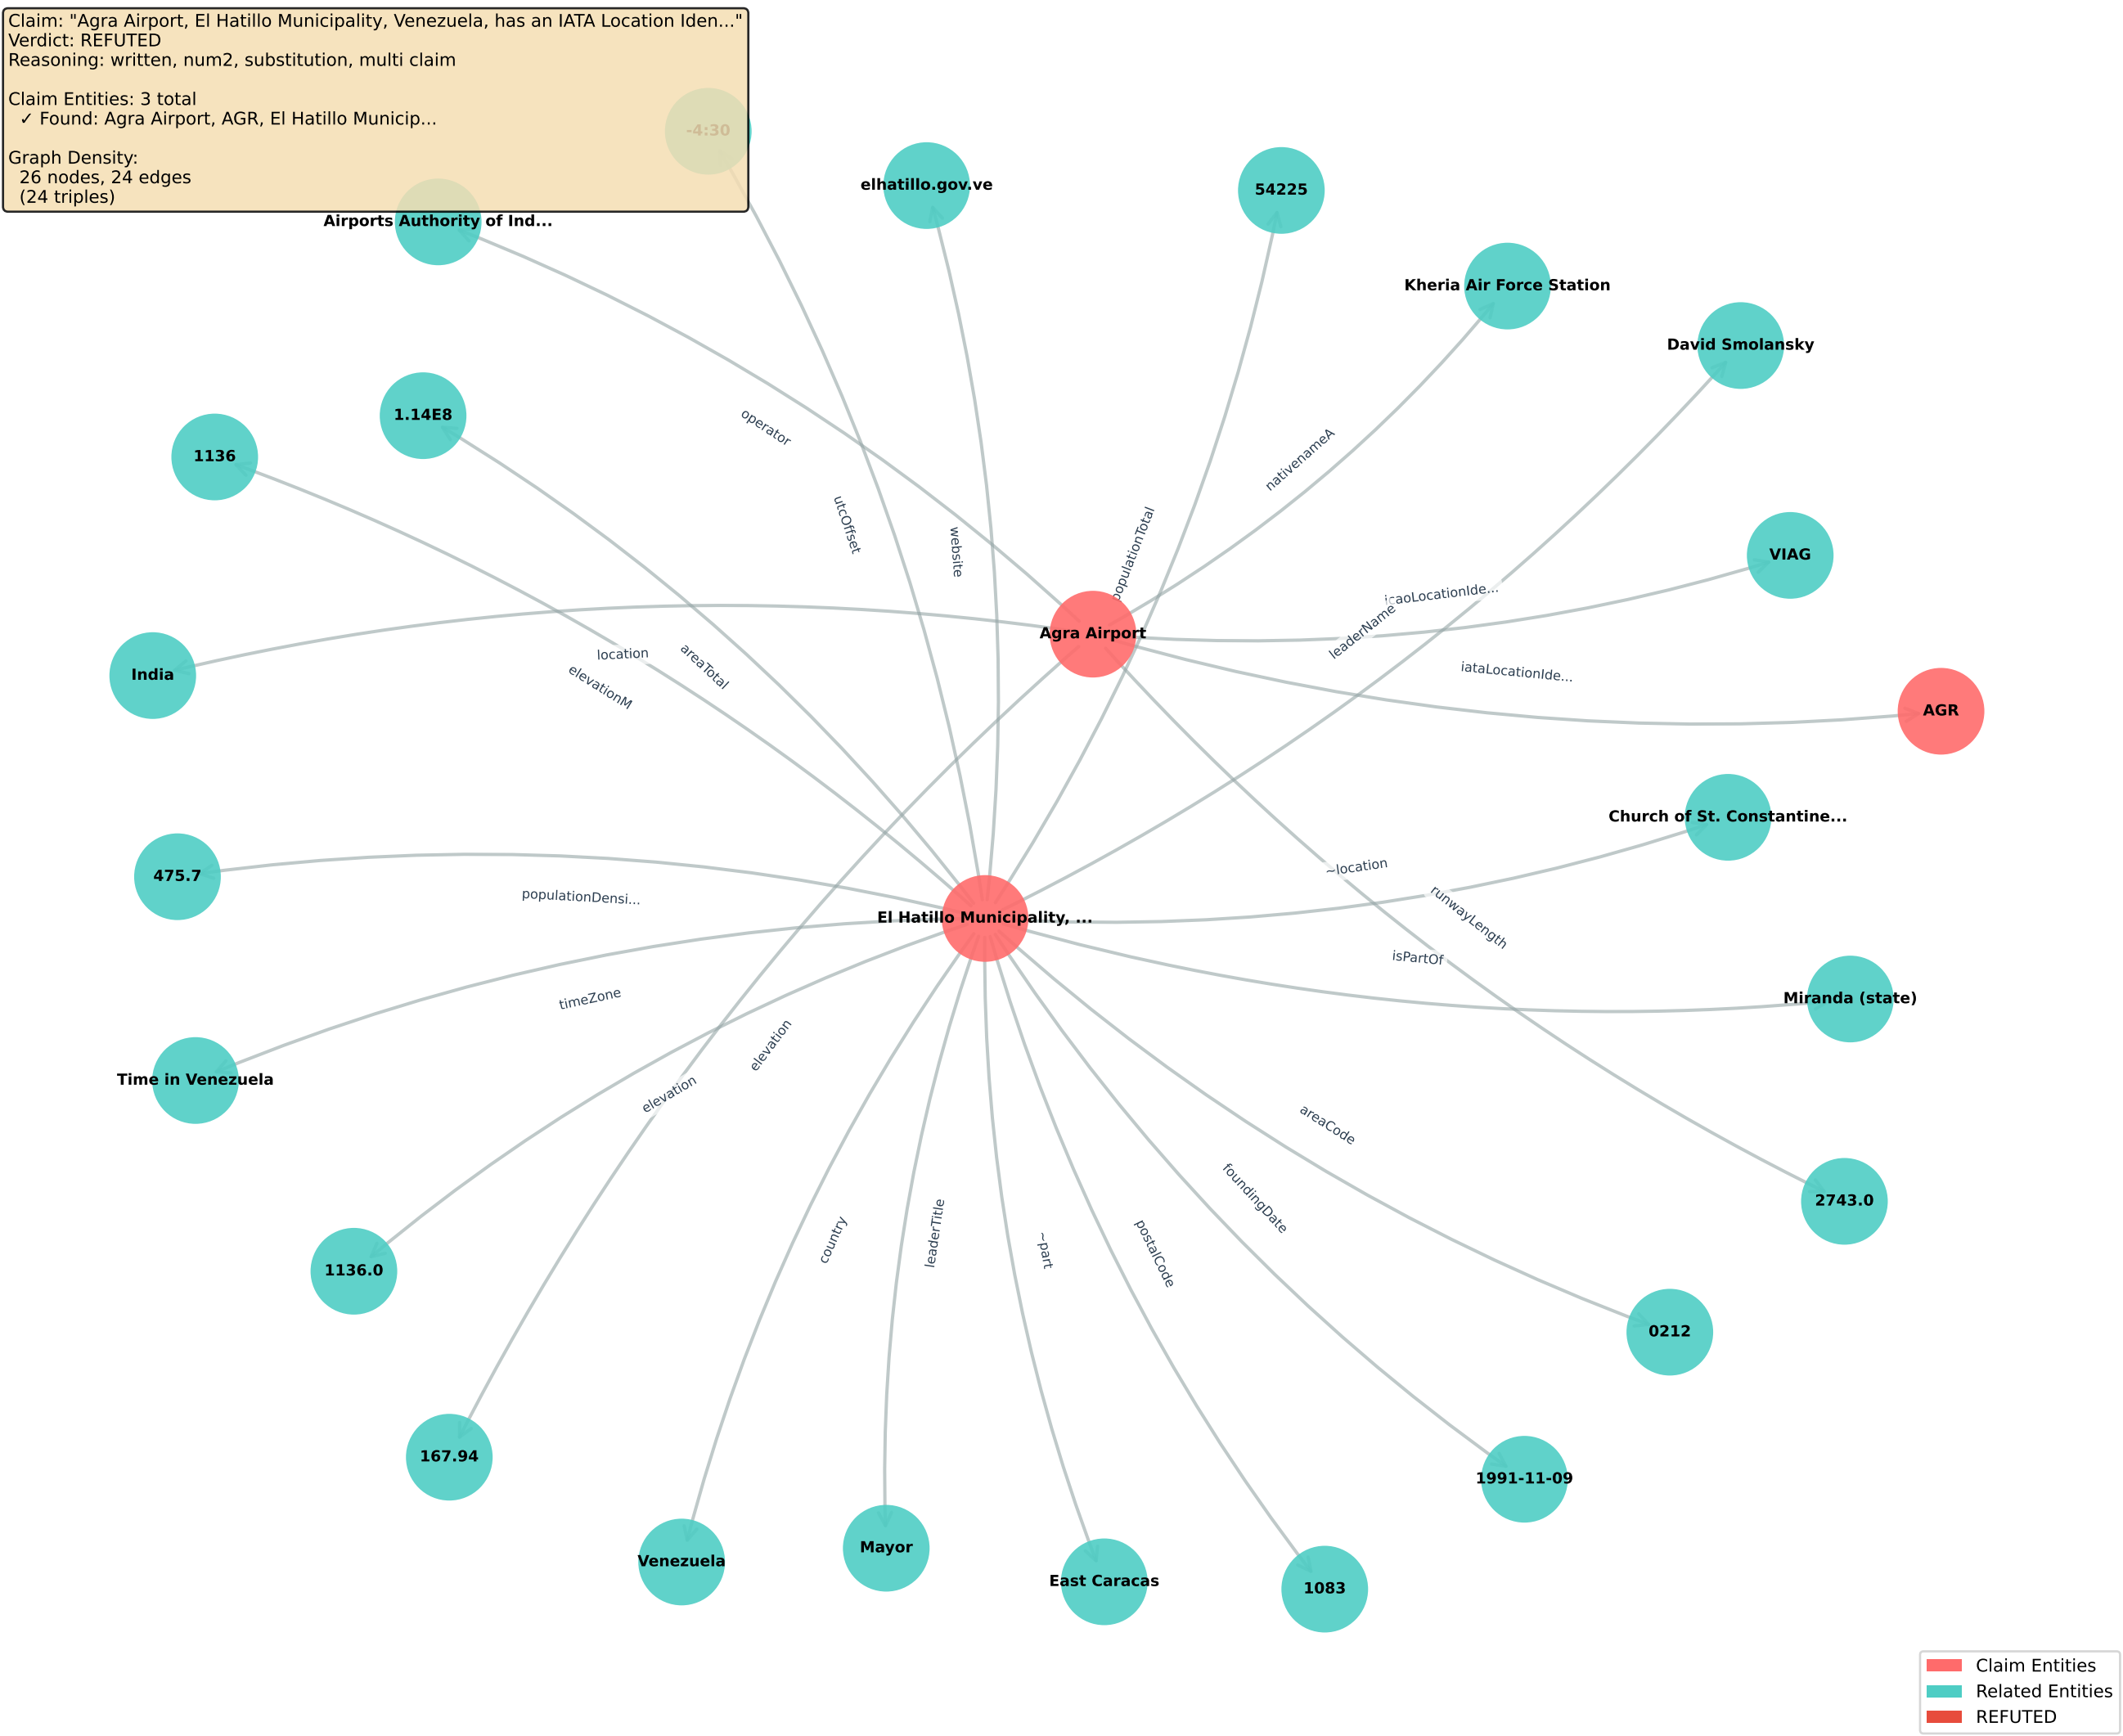 Claim: "Agra Airport, El Hatillo Municipality, Venezuela, has an IATA Location Iden..."
Verdict: REFUTED
Reasoning: written, num2, substitution, multi claim
Claim Entities: 3 total
✓ Found: Agra Airport, AGR, El Hatillo Municip...
Graph Density:
26 nodes, 24 edges
(24 triples)
-4:30
elhatillo.gov.ve
54225
Airports Authority of Ind...
Kheria Air Force Station
David Smolansky
1.14E8
1136
operator
nativenameA
utcOffset
website
populationTotal
VIAG
icaoLocationIde...
leaderName
Agra Airport
location
areaTotal
elevationM
India
iataLocationIde...
AGR
Church of St. Constantine...
475.7
~location
populationDensi...
runwayLength
El Hatillo Municipality, ...
isPartOf
timeZone
Miranda (state)
elevation
Time in Venezuela
elevation
areaCode
foundingDate
2743.0
country
leaderTitle
~part
postalCode
1136.0
0212
167.94
1991-11-09
Venezuela
Mayor
East Caracas
1083
Claim Entities
Related Entities
REFUTED